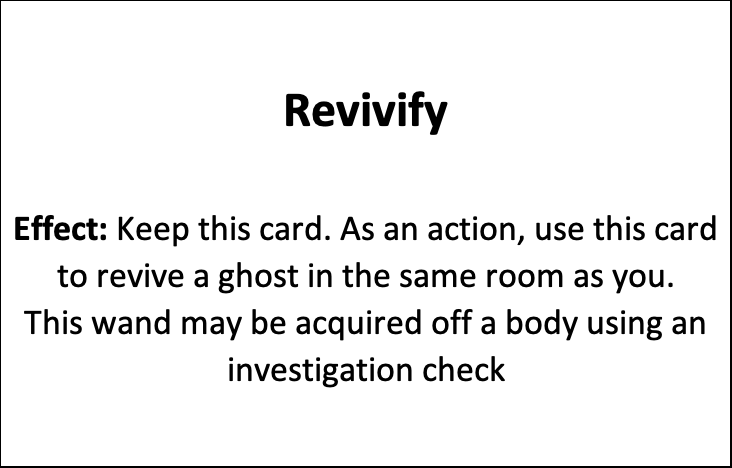 Revivify
Effect: Keep this card. As an action, use this card
to revive a ghost in the same room as you.
This wand may be acquired off a body using an
investigation check